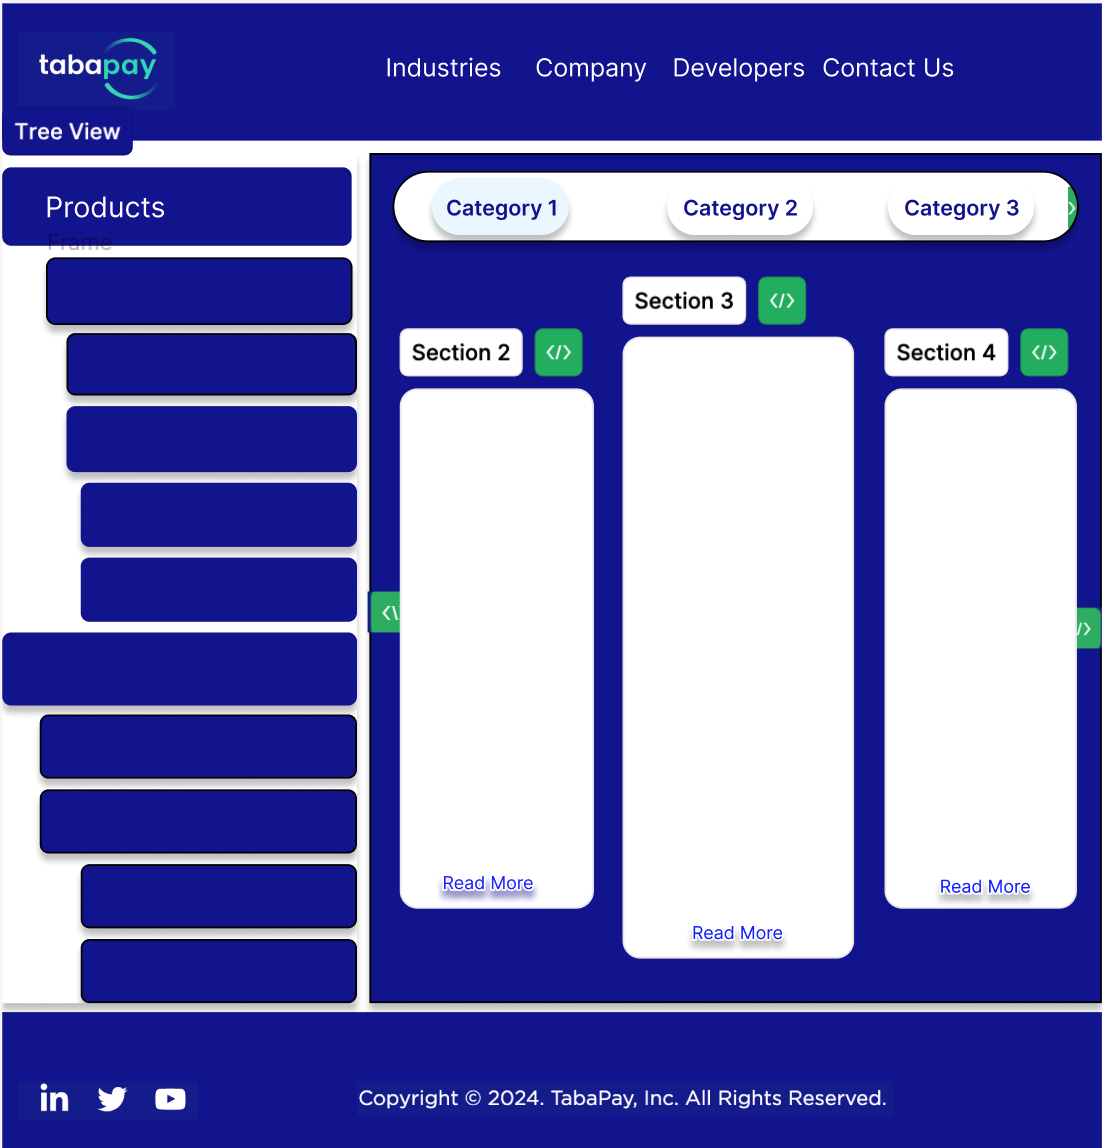 tabapay
Industries Company Developers Contact Us
Tree View
Products
Frame
Category 1 Category 2 Category 3
>
Section 3 </>
Section 2 </>
Section 4 </>
<\
/>
Read More
Read More
Read More
in
Copyright © 2024. TabaPay, Inc. All Rights Reserved.